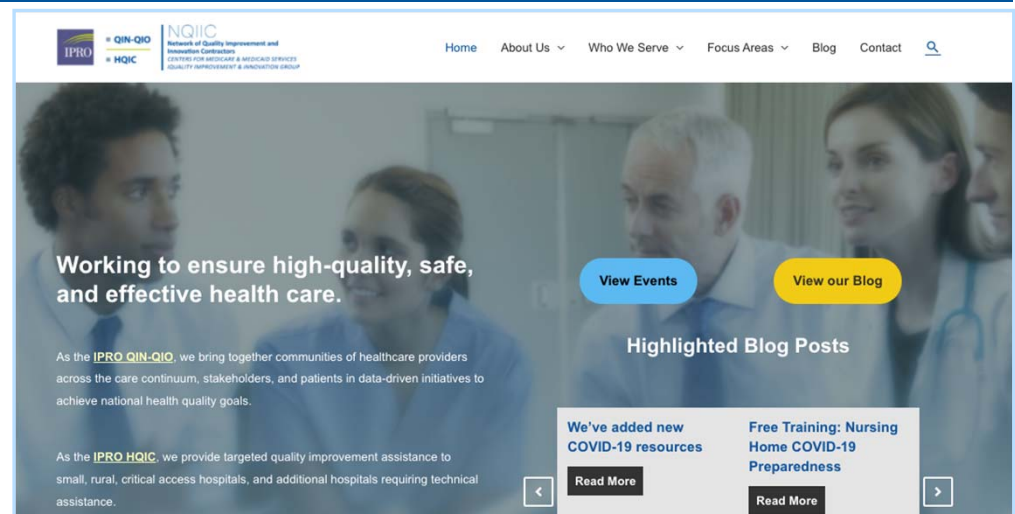 IPRO
QIN-QIO
HQIC
NQIIC
Network of Quality Improvement and
Innovation Contractors
CENTERS FOR MEDICARE & MEDICAID SERVICES
iQUALITY IMPROVEMENT & INNOVATION GROUP
Home About Us Who We Serve Focus Areas Blog Contact
Working to ensure high-quality, safe,
and effective health care.
As the IPRO QIN-QIO, we bring together communities of healthcare providers
across the care continuum, stakeholders, and patients in data-driven initiatives to
achieve national health quality goals.
As the IPRO HQIC, we provide targeted quality improvement assistance to
small, rural, critical access hospitals, and additional hospitals requiring technical
assistance.
View Events
View our Blog
Highlighted Blog Posts
We've added new
COVID-19 resources
Read More
Free Training: Nursing
Home COVID-19
Preparedness
Read More